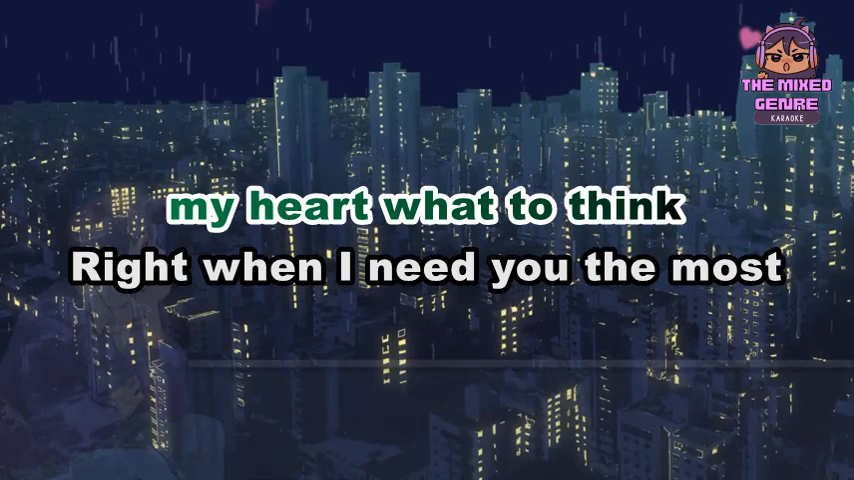 THE MIXED
GENRE
KARAOKE
my heart what to think
Right when I need you the most